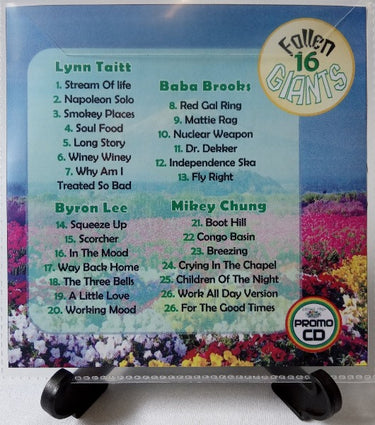 Fallen
16
GIANTS
Lynn Taitt
1. Stream Of life
2. Napoleon Solo
3. Smokey Places
4. Soul Food
5. Long Story
6. Winey Winey
7. Why Am I
Treated So Bad
Baba Brooks
8. Red Gal Ring
9. Mattie Rag
10. Nuclear Weapon
11. Dr. Dekker
12. Independence Ska
13. Fly Right
Byron Lee
14. Squeeze Up
15. Scorcher
16. In The Mood
17. Way Back Home
18. The Three Bells
19. A Little Love
20. Working Mood
Mikey Chung
21. Boot Hill
22 Congo Basin
23. Breezing
24. Crying In The Chapel
25. Children Of The Night
26. Work All Day Version
26. For The Good Times
PROMO
CD